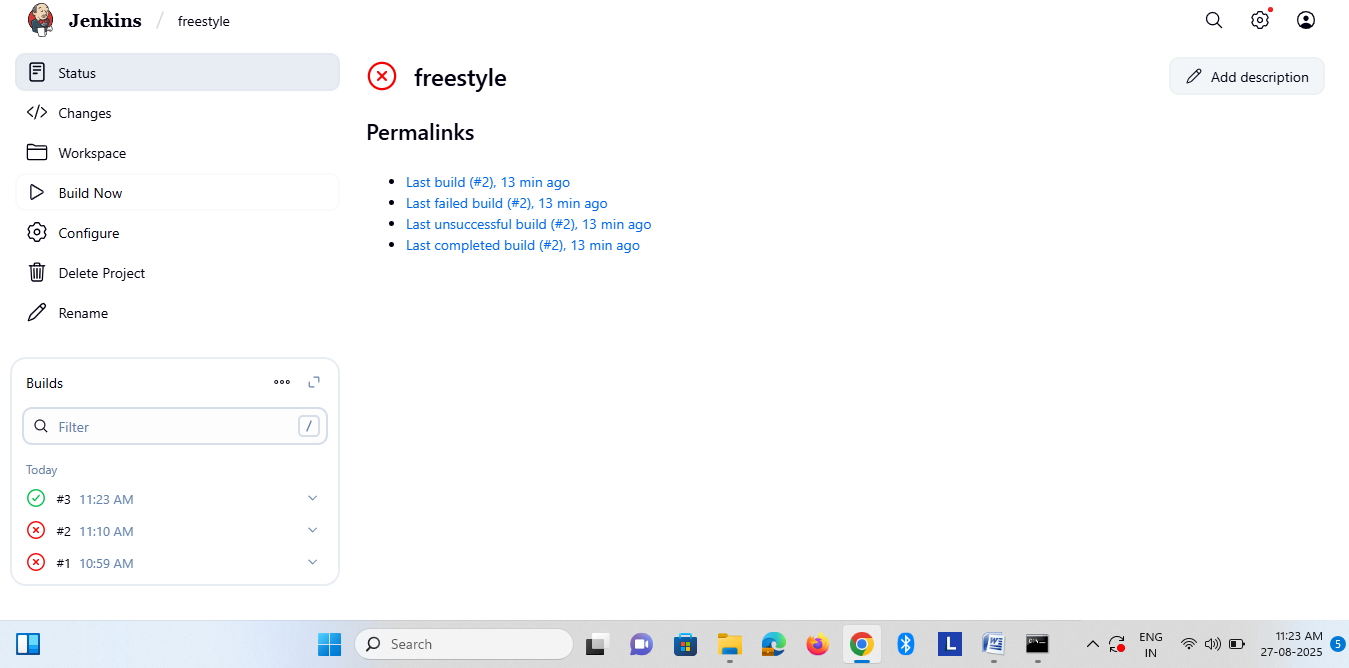 Jenkins / freestyle
Status
Changes
Workspace
Build Now
Configure
Delete Project
Rename
Builds
Filter /
Today
#3 11:23 AM
#2 11:10 AM
#1 10:59 AM
freestyle
Add description
Permalinks
Last build (#2), 13 min ago
Last failed build (#2), 13 min ago
Last unsuccessful build (#2), 13 min ago
Last completed build (#2), 13 min ago
Search
L
W
ENG
IN
11:23 AM
27-08-2025
5